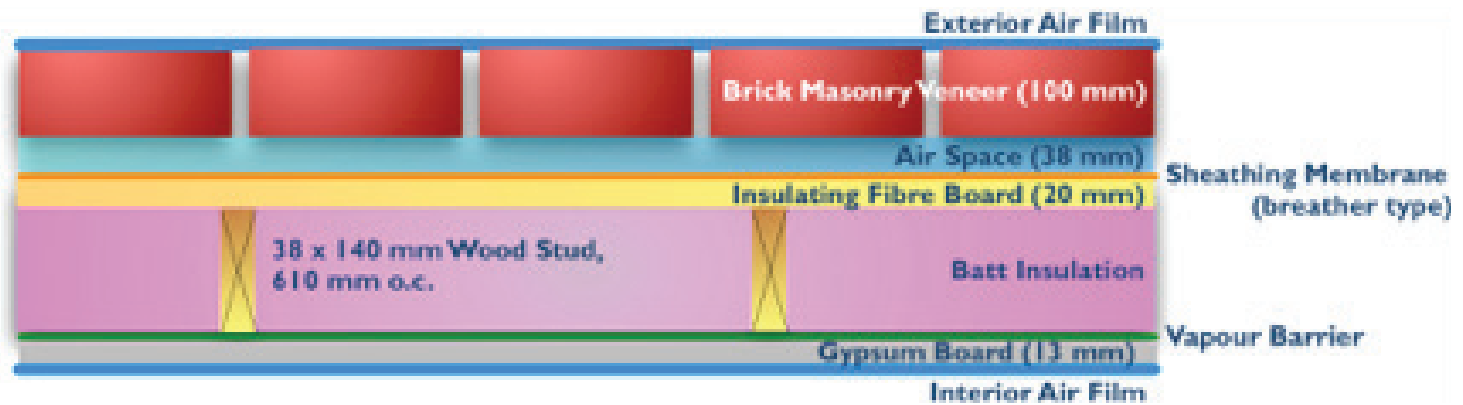 Exterior Air Film
Brick Masonry Veneer (100 mm)
Air Space (38 mm)
Sheathing Membrane
(breather type)
Insulating Fibre Board (20 mm)
38 x 140 mm Wood Stud,
610 mm o.c.
Batt Insulation
Vapour Barrier
Gypsum Board (13 mm)
Interior Air Film